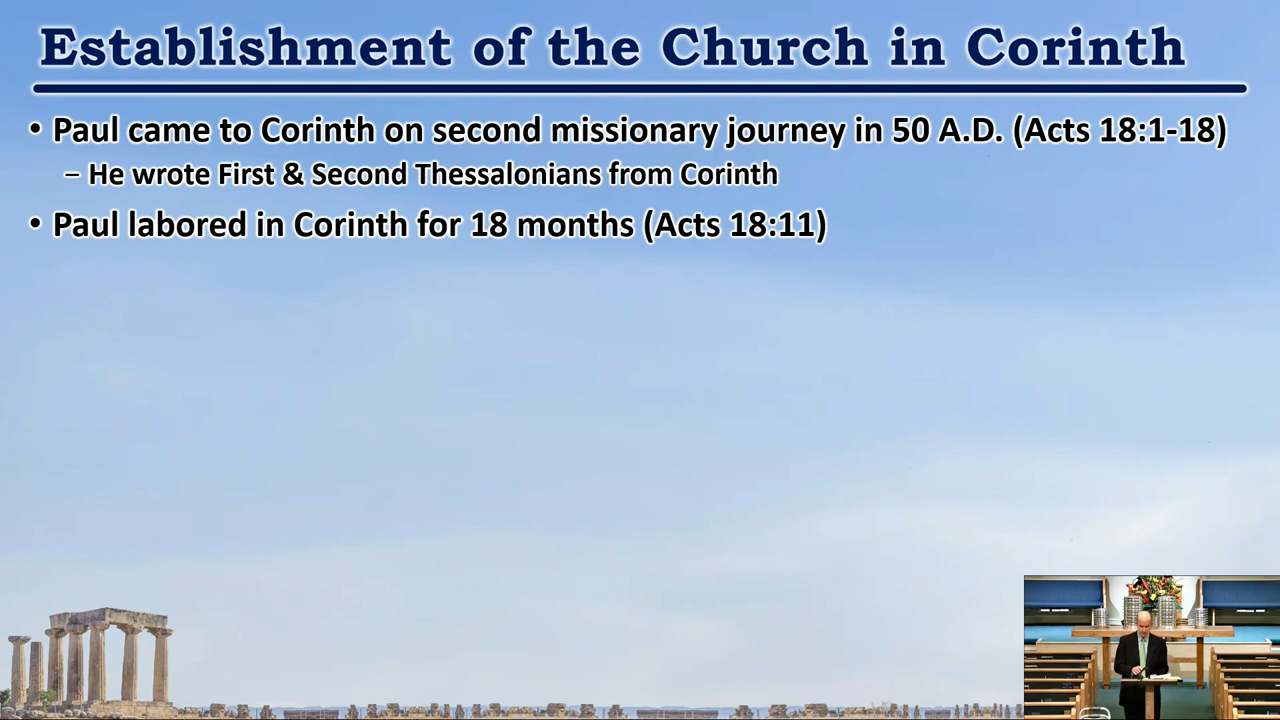 Establishment of the Church in Corinth
• Paul came to Corinth on second missionary journey in 50 A.D. (Acts 18:1-18)
– He wrote First & Second Thessalonians from Corinth
• Paul labored in Corinth for 18 months (Acts 18:11)